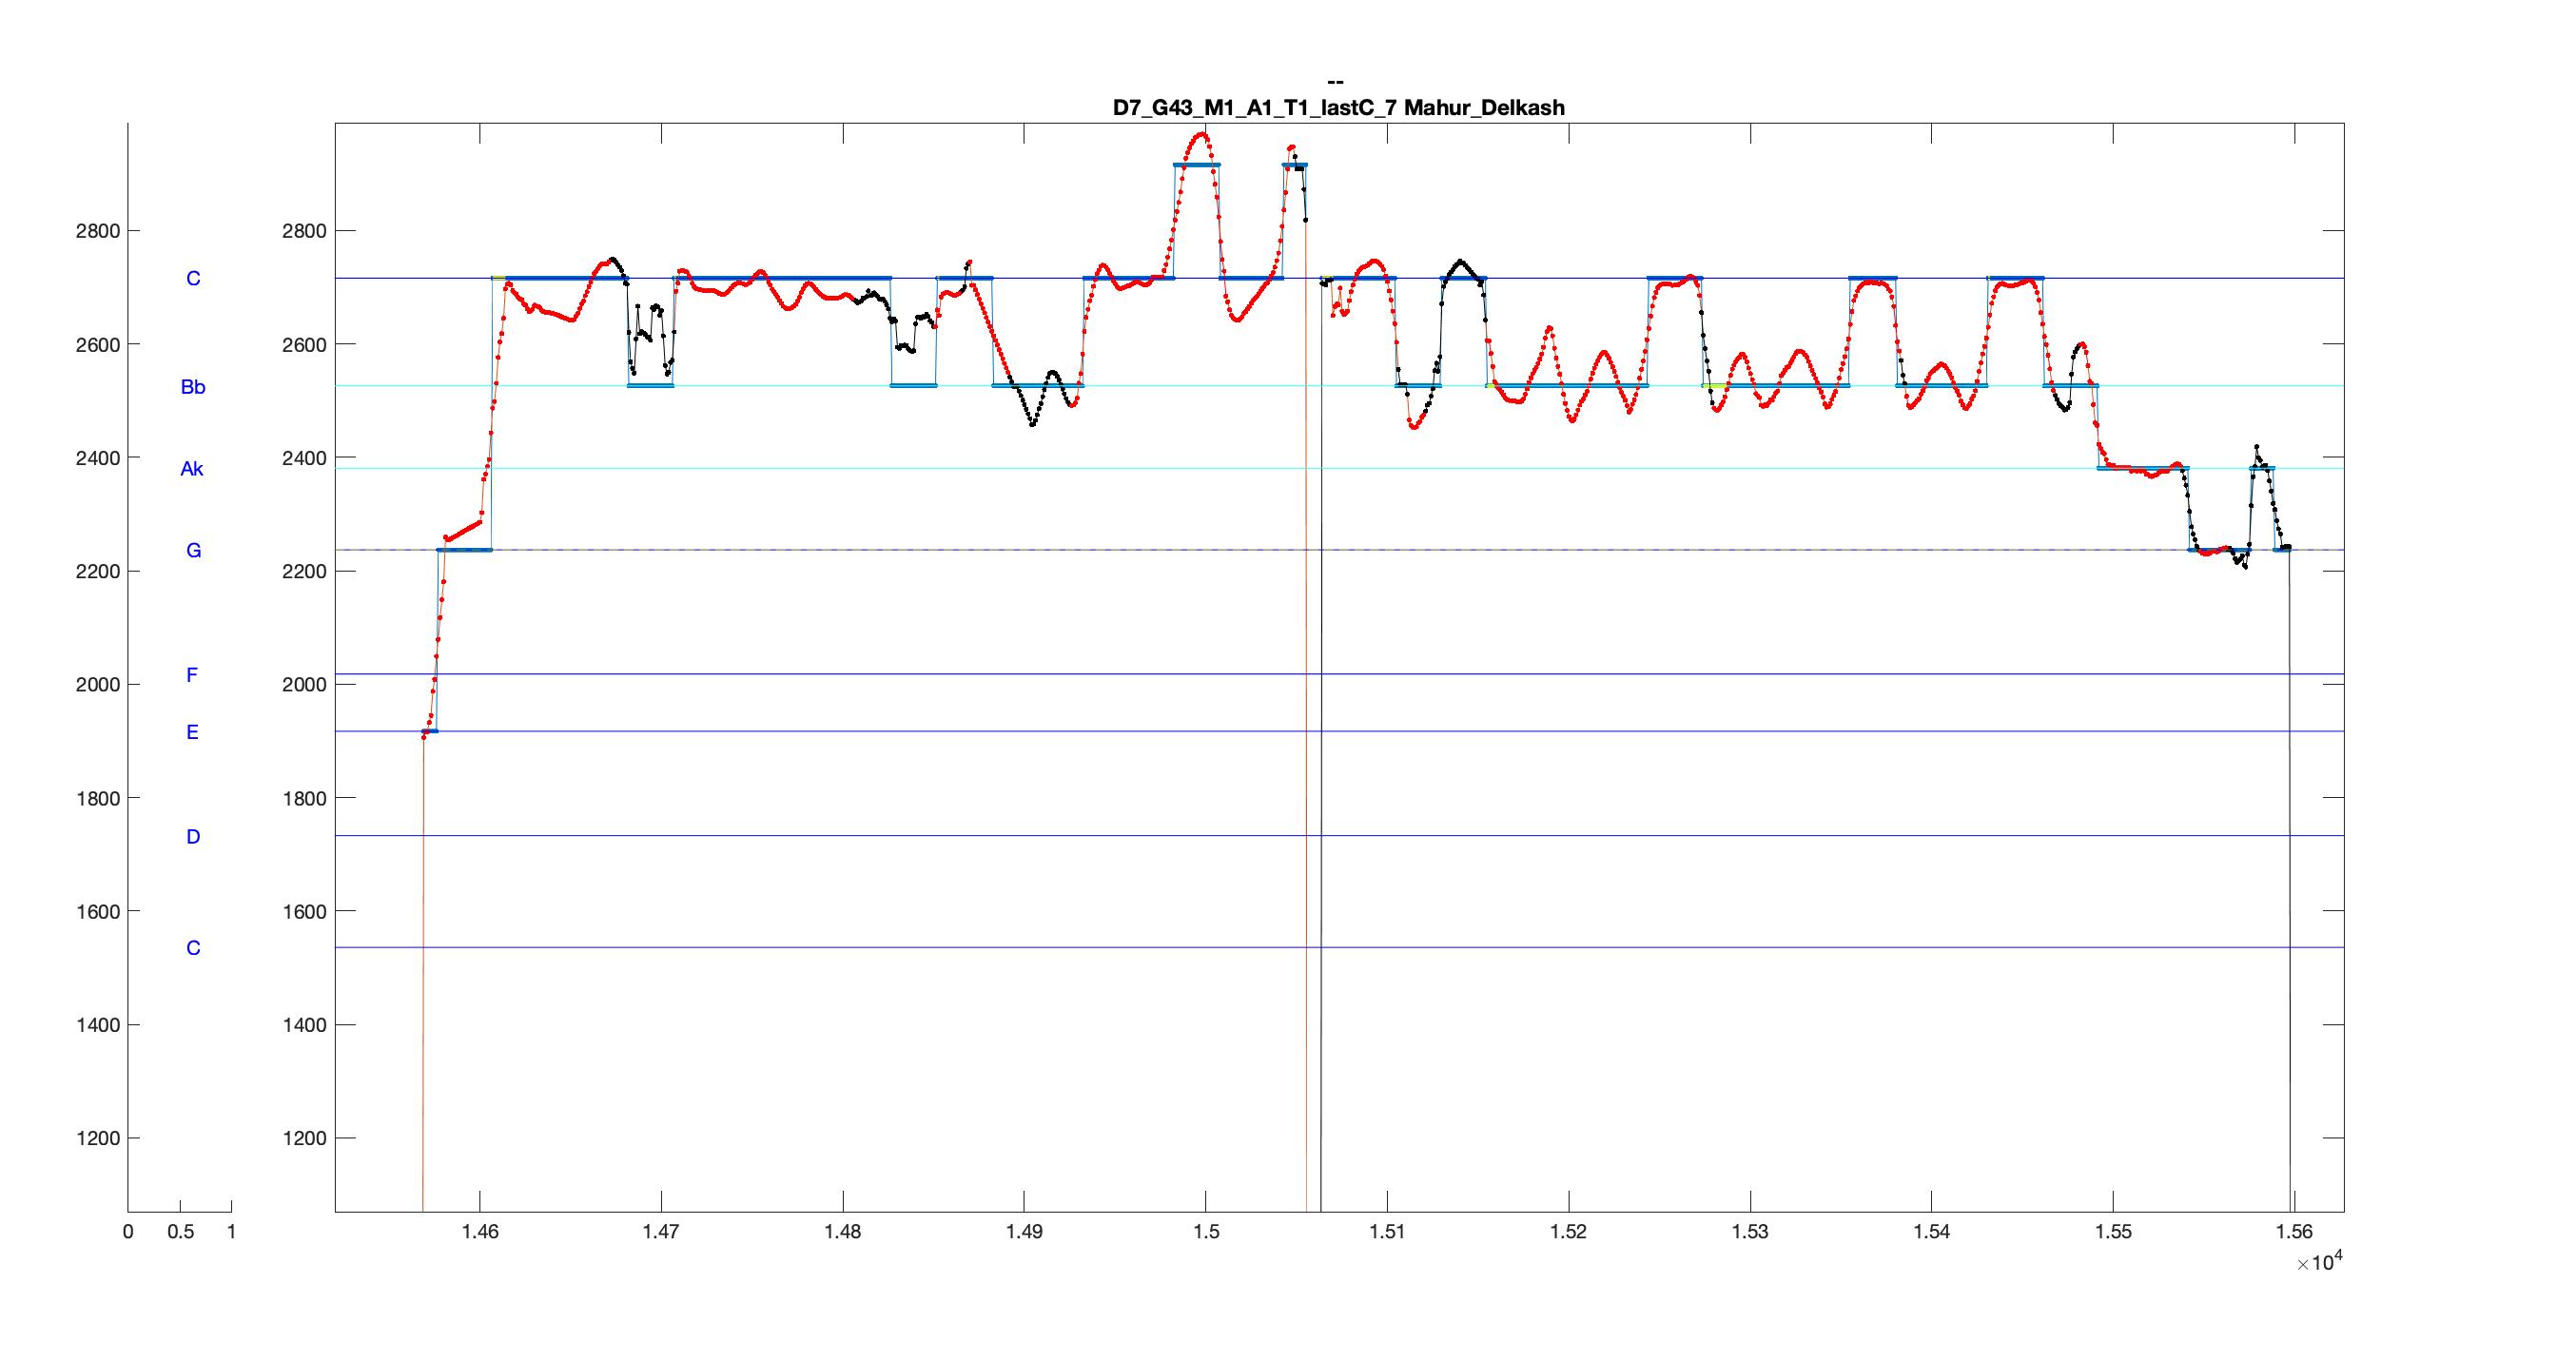 --
D7_G43_M1_A1_T1_lastC_7 Mahur_Delkash
2800 C 2800
2600 2600
Bb
2400 2400
Ak
G
2200 2200
F
2000 2000
E
1800 1800
D
1600 1600
C
1400 1400
1200 1200
0 0.5 1 1.46 1.47 1.48 1.49 1.5 1.51 1.52 1.53 1.54 1.55 1.56
×10⁴